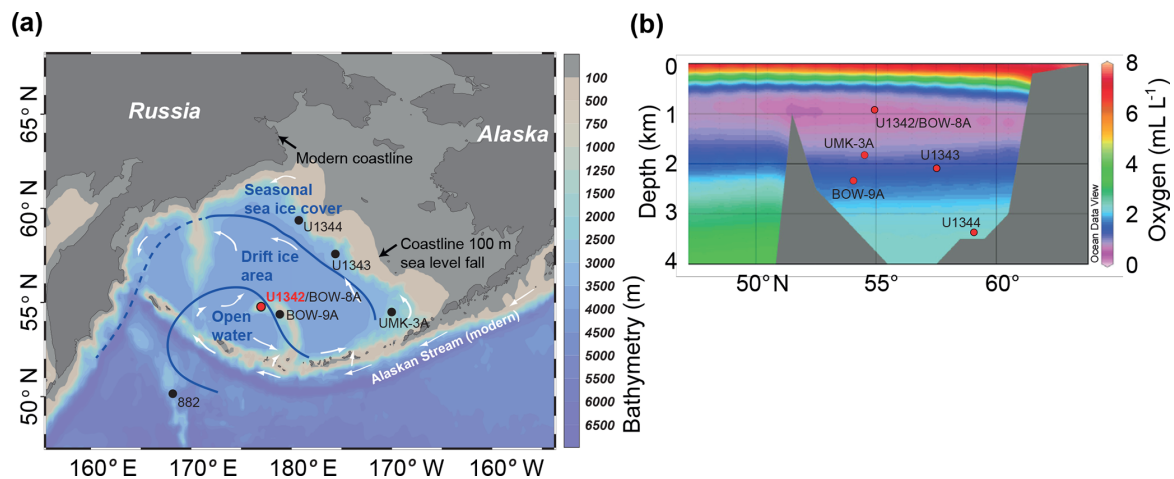 (a)
Russia
Alaska
Modern coastline
Seasonal
sea ice cover
U1344
Coastline 100 m
sea level fall
Drift ice
area
U1343
U1342/BOW-8A
BOW-9A
Open
water
UMK-3A
Alaskan Stream (modern)
882
65° N
60° N
55° N
50° N
160° E
170° E
180° E
170° W
160° W
100
500
750
1000
1250
1500
2000
2500
3000
3500
4000
4500
5000
5500
6000
6500
Bathymetry (m)
(b)
0
1
2
3
4
Depth (km)
U1342/BOW-8A
UMK-3A
U1343
BOW-9A
U1344
50°N
55°
60°
Ocean Data View
8
6
4
2
0
Oxygen (mL L-1)